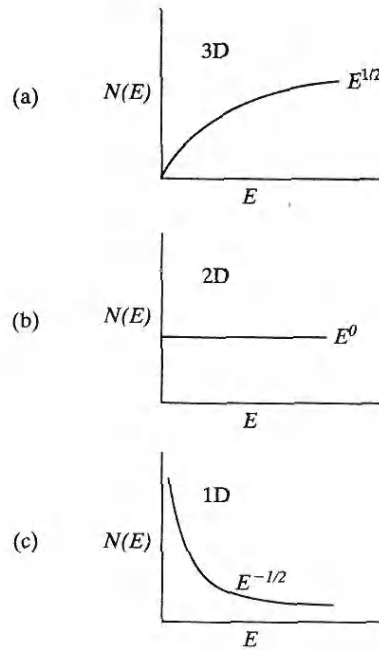 3D
(a) N(E) E^{1/2}
E
2D
(b) N(E) E^0
E
1D
(c) N(E) E^{-1/2}
E